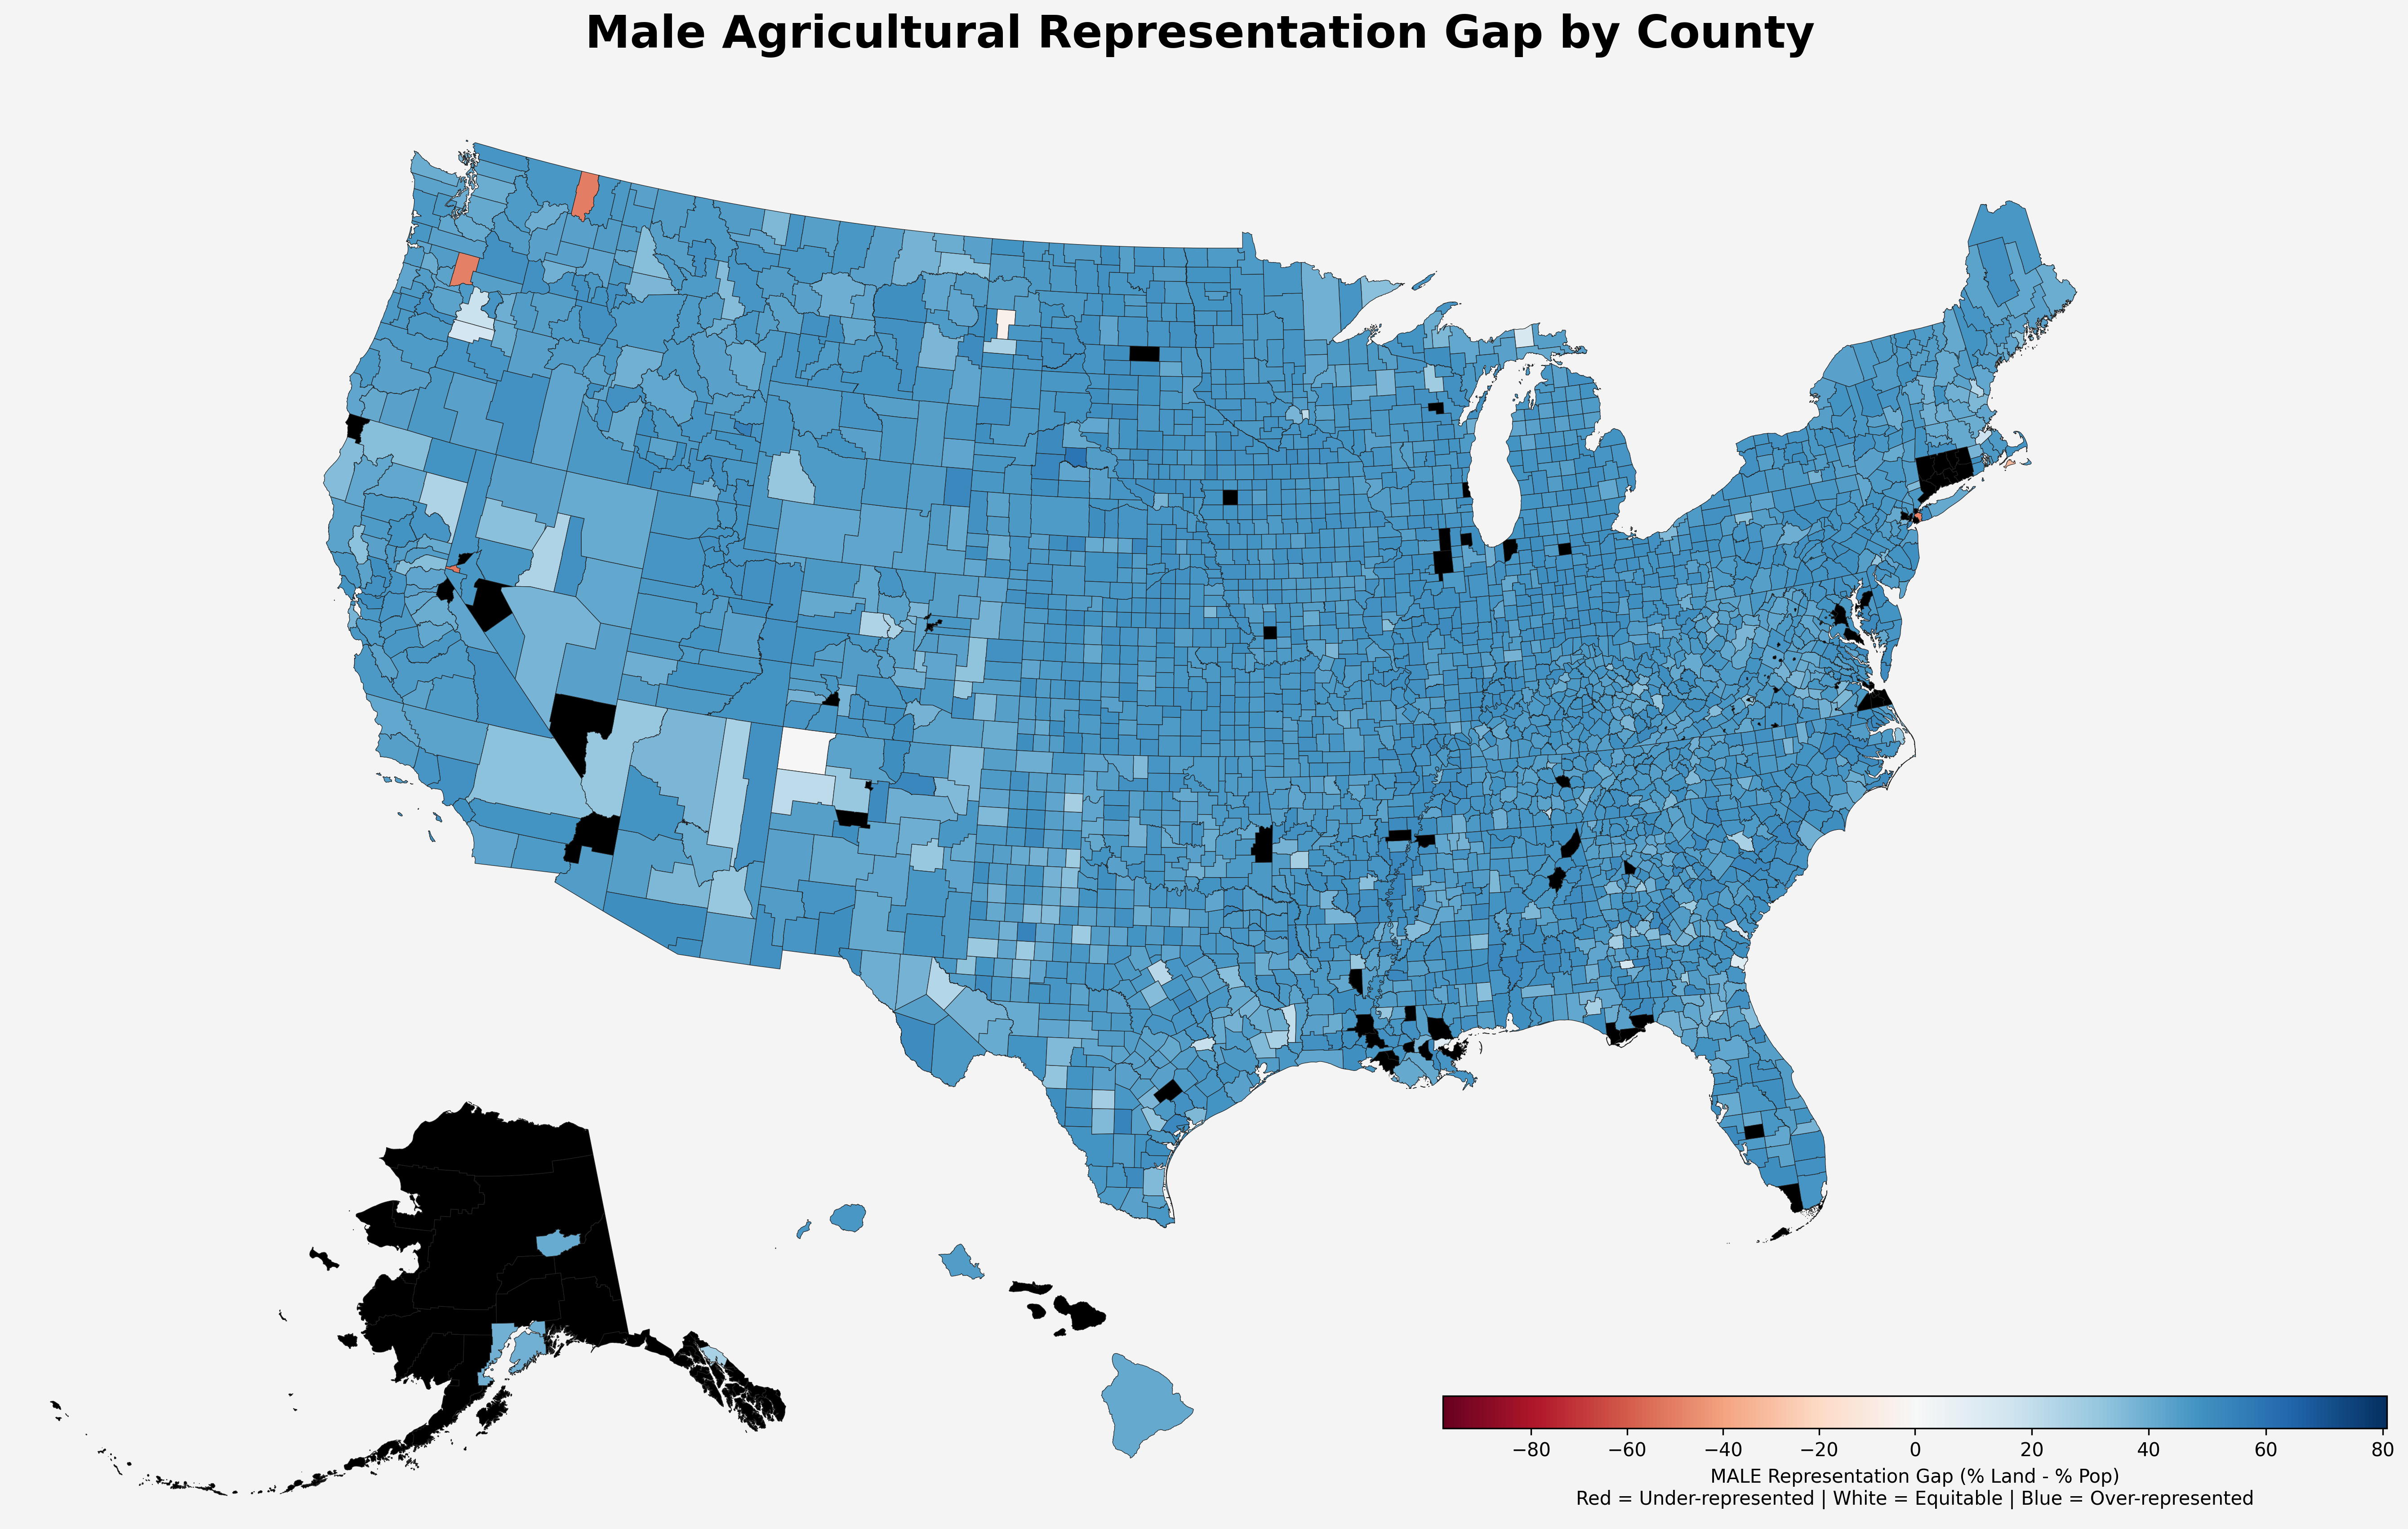 Male Agricultural Representation Gap by County
−80 −60 −40 −20 0 20 40 60 80
MALE Representation Gap (% Land - % Pop)
Red = Under-represented | White = Equitable | Blue = Over-represented